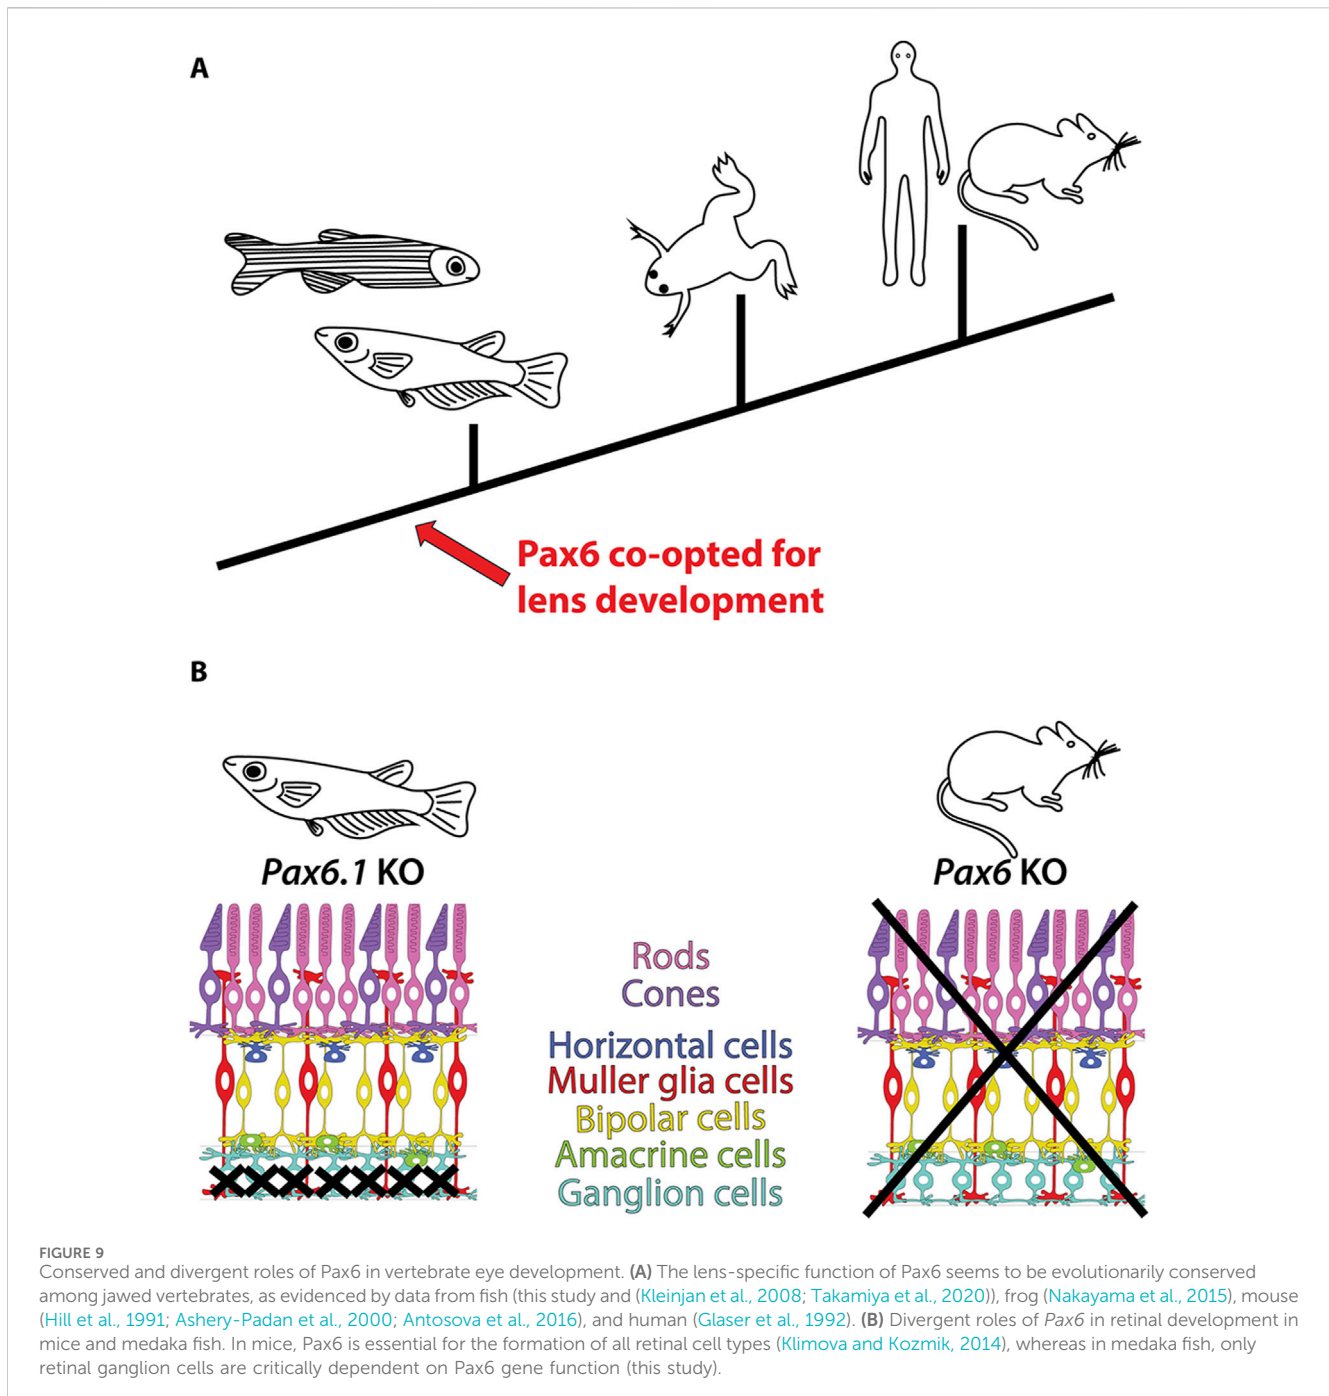 A
Pax6 co-opted for
lens development
B
Pax6.1 KO
Pax6 KO
Rods
Cones
Horizontal cells
Muller glia cells
Bipolar cells
Amacrine cells
Ganglion cells
FIGURE 9
Conserved and divergent roles of Pax6 in vertebrate eye development. (A) The lens-specific function of Pax6 seems to be evolutionarily conserved
among jawed vertebrates, as evidenced by data from fish (this study and (Kleinjan et al., 2008; Takamiya et al., 2020)), frog (Nakayama et al., 2015), mouse
(Hill et al., 1991; Ashery-Padan et al., 2000; Antosova et al., 2016), and human (Glaser et al., 1992). (B) Divergent roles of Pax6 in retinal development in
mice and medaka fish. In mice, Pax6 is essential for the formation of all retinal cell types (Klimova and Kozmik, 2014), whereas in medaka fish, only
retinal ganglion cells are critically dependent on Pax6 gene function (this study).